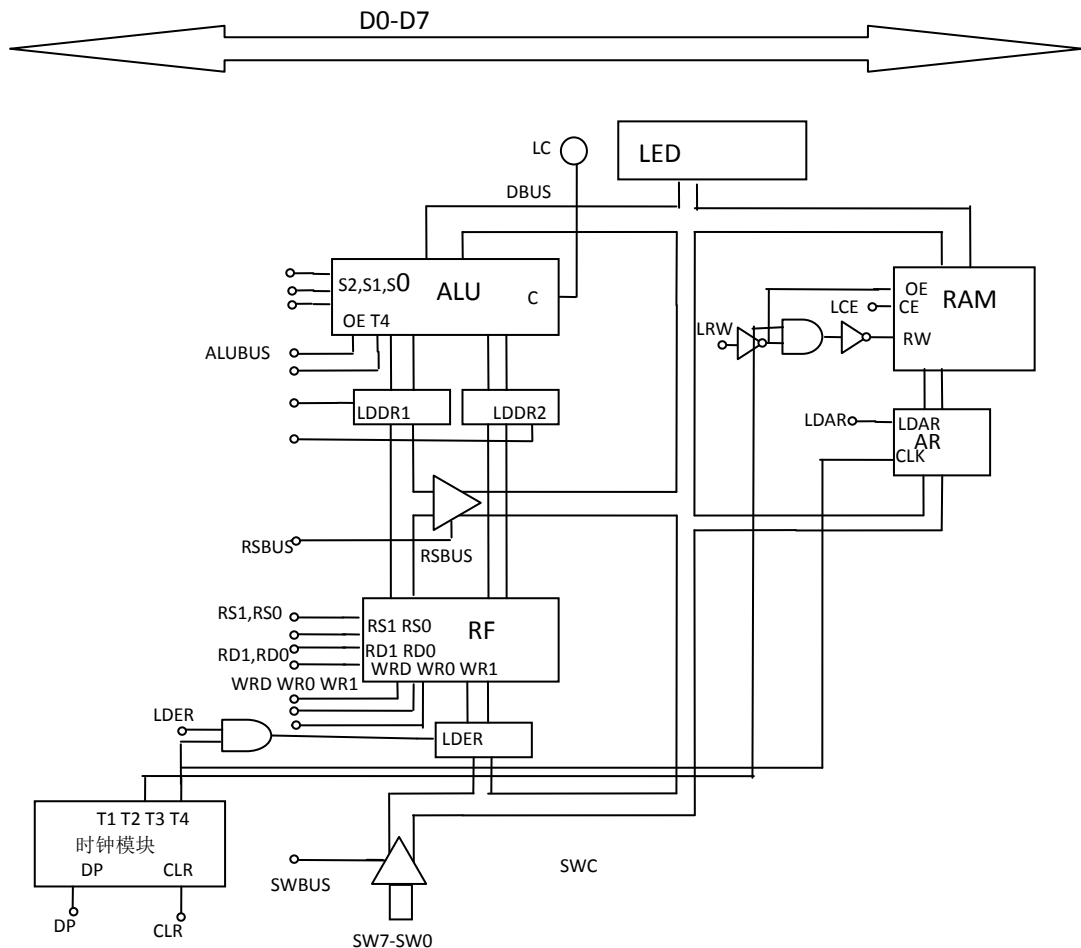 D0-D7
LC
LED
DBUS
S2,S1,S0
ALU
C
OE T4
ALUBUS
OE
RAM
LCE
CE
LRW
RW
LDDR1
LDDR2
LDAR
LDAR
AR
CLK
RSBUS
RSBUS
RS1,RS0
RS1 RS0
RF
RD1,RD0
RD1 RD0
WRD WR0 WR1
WRD WR0 WR1
LDER
LDER
T1 T2 T3 T4
时钟模块
DP
CLR
SWBUS
SWC
DP
CLR
SW7-SW0